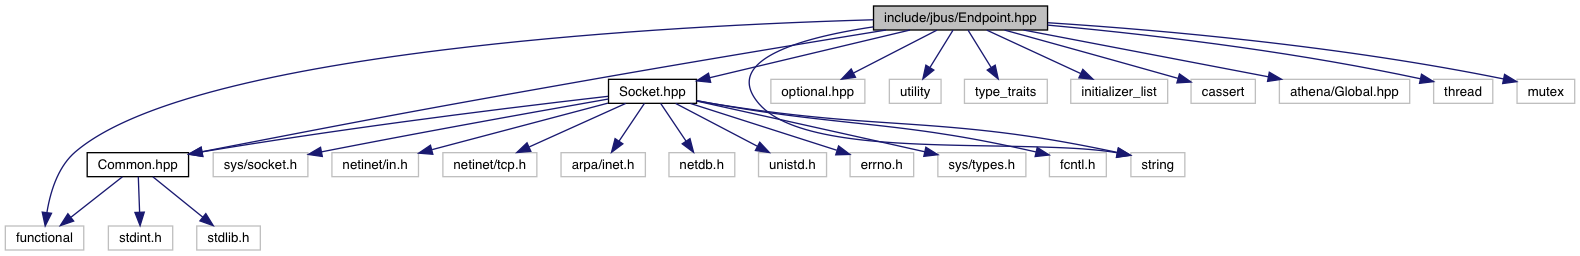 include/jbus/Endpoint.hpp
Socket.hpp
optional.hpp
utility
type_traits
initializer_list
cassert
athena/Global.hpp
thread
mutex
Common.hpp
sys/socket.h
netinet/in.h
netinet/tcp.h
arpa/inet.h
netdb.h
unistd.h
errno.h
sys/types.h
fcntl.h
string
functional
stdint.h
stdlib.h